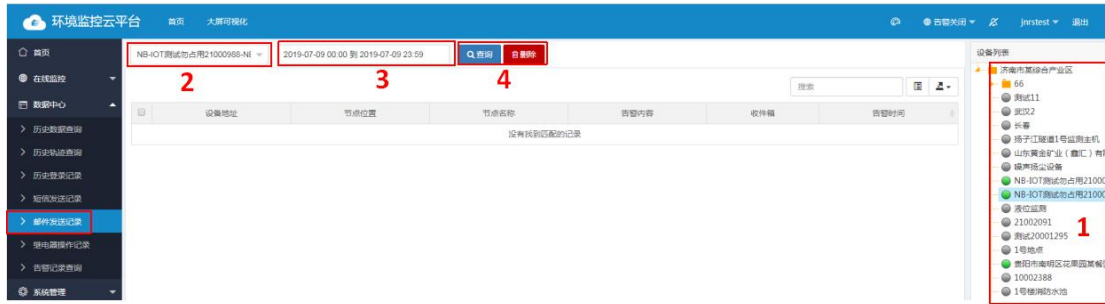 环境监控云平台 首页 大屏可视化 告警关闭 jnrstest 退出
首页
在线监控
数据中心
历史数据查询
历史轨迹查询
历史登录记录
短信发送记录
邮件发送记录
继电器操作记录
告警记录查询
系统管理
NB-IOT测试勿占用21000988-NE 2019-07-09 00:00 到 2019-07-09 23:59 查询 删除
2 3 4
搜索
设备地址 节点位置 节点名称 告警内容 收件箱 告警时间
没有找到匹配的记录
设备列表
济南市某综合产业区
66
测试11
武汉2
长春
扬子江隧道1号监测主机
山东黄金矿业（鑫汇）有
噪声扬尘设备
NB-IOT测试勿占用21000
NB-IOT测试勿占用21000
液位监测
21002091
测试20001295
1号地点
贵阳市南明区花果园某餐
10002388
1号楼消防水池
1